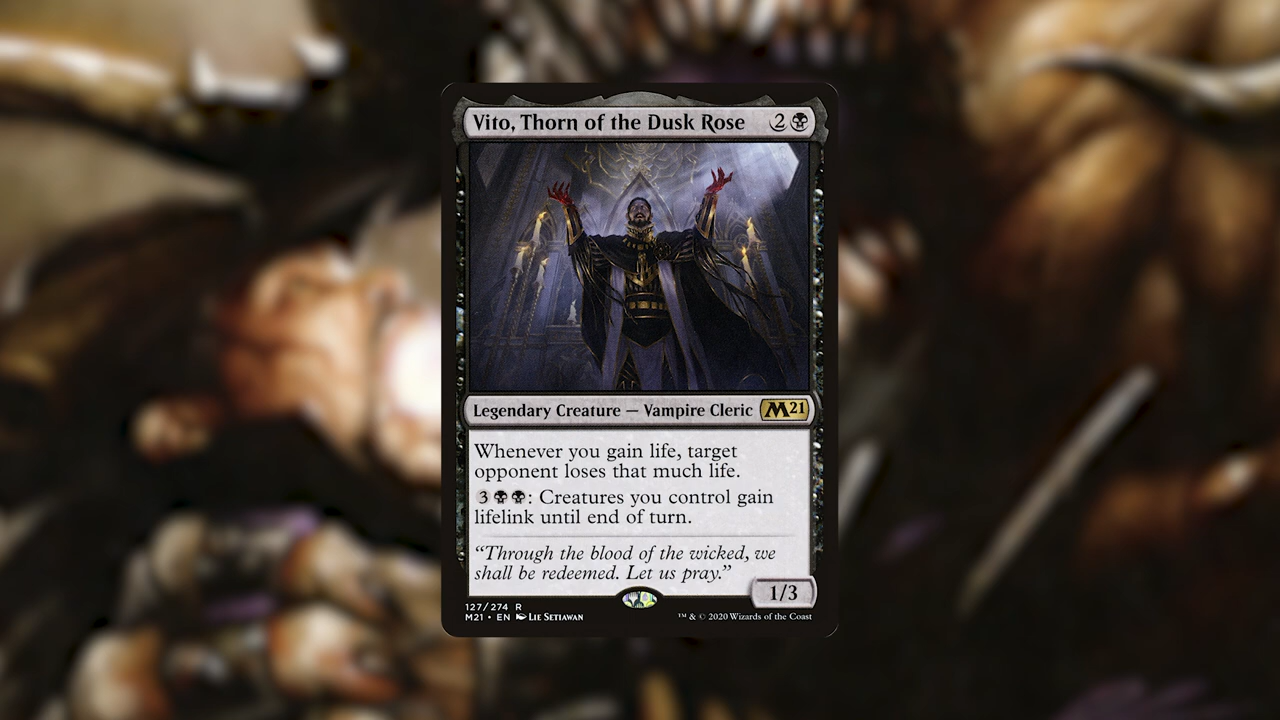 Vito, Thorn of the Dusk Rose 2
Legendary Creature — Vampire Cleric M21
Whenever you gain life, target
opponent loses that much life.
3: Creatures you control gain
lifelink until end of turn.
“Through the blood of the wicked, we
shall be redeemed. Let us pray.”
1/3
127/274 R
M21 • EN Lie Setiawan
™ & © 2020 Wizards of the Coast